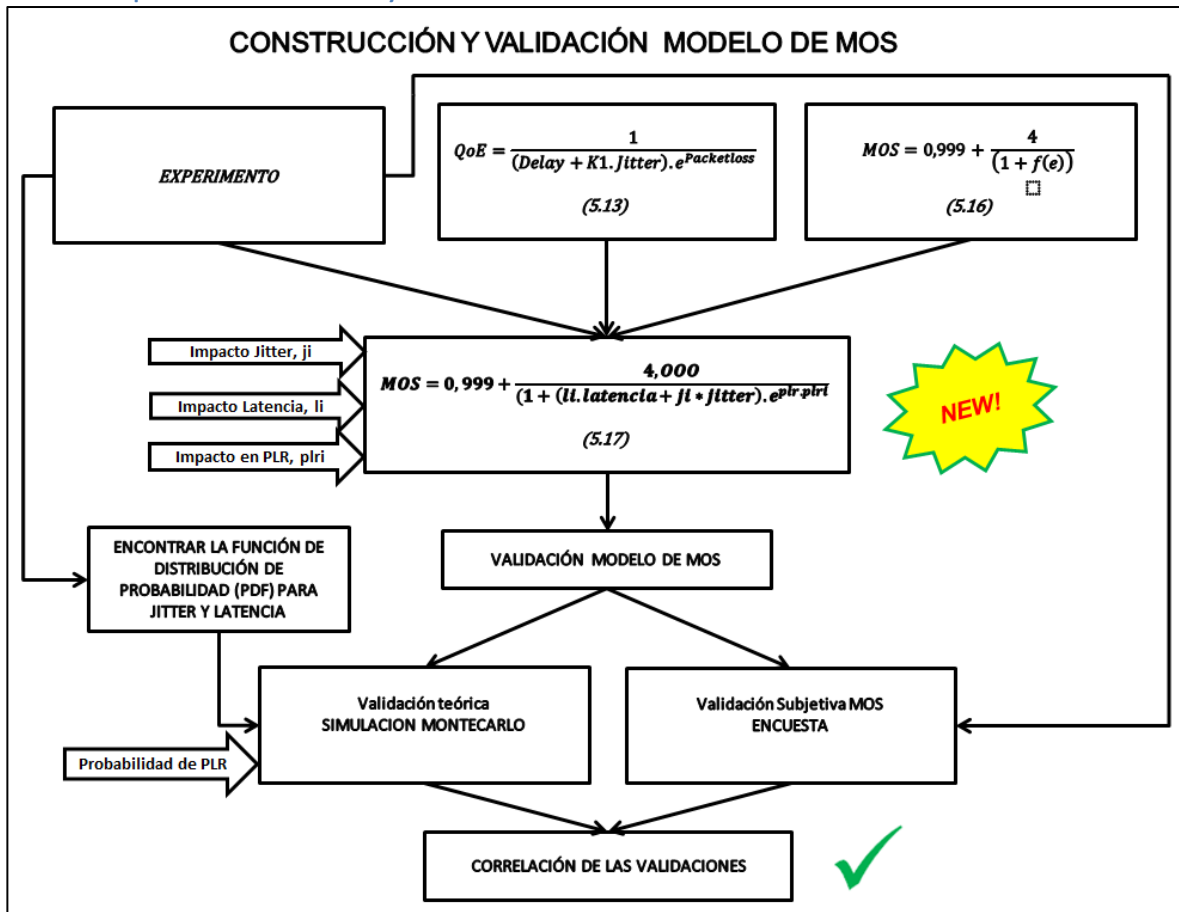 CONSTRUCCIÓN Y VALIDACIÓN MODELO DE MOS
EXPERIMENTO
QoE = 1 / (Delay + K1.Jitter).e^Packetloss
(5.13)
MOS = 0,999 + 4 / (1 + f(e))
(5.16)
Impacto Jitter, ji
Impacto Latencia, li
Impacto en PLR, plri
MOS = 0,999 + 4,000 / (1 + (li.latencia + ji * jitter).e^plr.plri
(5.17)
NEW!
ENCONTRAR LA FUNCIÓN DE
DISTRIBUCIÓN DE
PROBABILIDAD (PDF) PARA
JITTER Y LATENCIA
VALIDACIÓN MODELO DE MOS
Validación teórica
SIMULACION MONTECARLO
Validación Subjetiva MOS
ENCUESTA
Probabilidad de PLR
CORRELACIÓN DE LAS VALIDACIONES